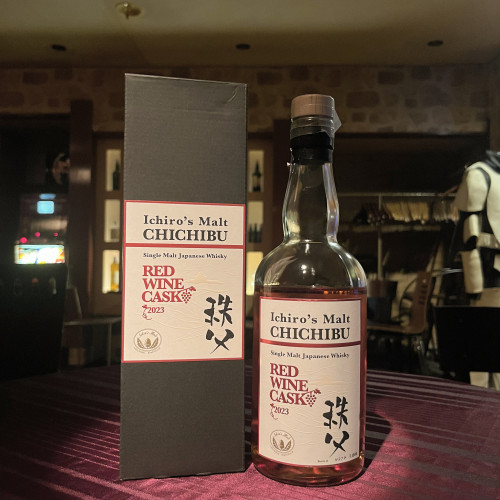 Ichiro's Malt
CHICHIBU
Single Malt Japanese Whisky
RED
WINE
CASK
2023
秩父
Ichiro's Malt
CHICHIBU
Single Malt Japanese Whisky
RED
WINE
CASK
2023
秩父